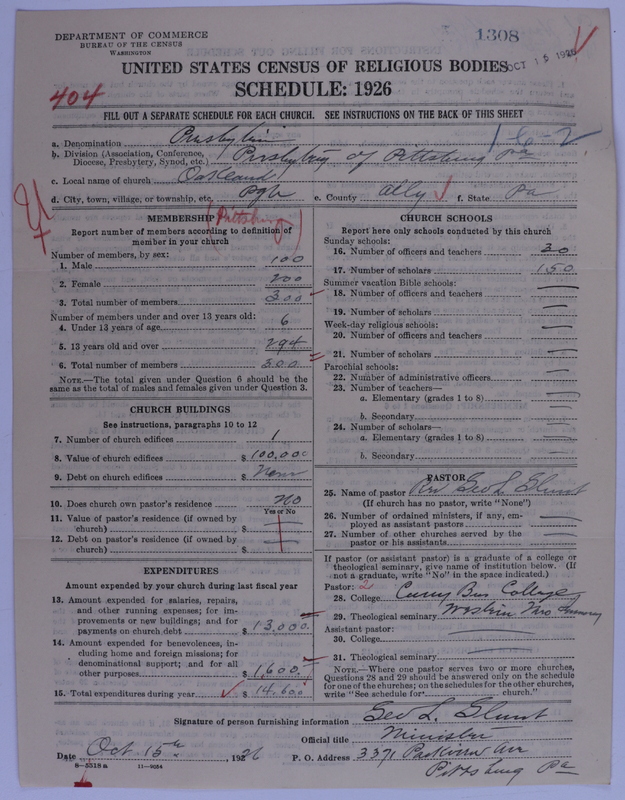 DEPARTMENT OF COMMERCE
BUREAU OF THE CENSUS
WASHINGTON
1308
OCT 15 1926
UNITED STATES CENSUS OF RELIGIOUS BODIES
SCHEDULE: 1926
404
FILL OUT A SEPARATE SCHEDULE FOR EACH CHURCH. SEE INSTRUCTIONS ON THE BACK OF THIS SHEET
a. Denomination Presbyterian
b. Division (Association, Conference, Diocese, Presbytery, Synod, etc.) Presbytery of Pittsburg Pa
c. Local name of church Oakland
d. City, town, village, or township, etc. Pgh e. County Ally f. State Pa
(Pittsburg)
MEMBERSHIP
Report number of members according to definition of
member in your church
Number of members, by sex:
1. Male 100
2. Female 200
3. Total number of members 300
Number of members under and over 13 years old:
4. Under 13 years of age 6
5. 13 years old and over 294
6. Total number of members 300
NOTE.—The total given under Question 6 should be
same as the total of males and females given under Question 3.
CHURCH BUILDINGS
See instructions, paragraphs 10 to 12
7. Number of church edifices 1
8. Value of church edifices $ 100,000
9. Debt on church edifices $ None
10. Does church own pastor's residence No
Yes or No
11. Value of pastor's residence (if owned by
church) $
12. Debt on pastor's residence (if owned by
church) $
EXPENDITURES
Amount expended by your church during last fiscal year
13. Amount expended for salaries, repairs,
and other running expenses; for im-
provements or new buildings; and for
payments on church debt $ 13,000
14. Amount expended for benevolences, in-
cluding home and foreign missions; for
denominational support; and for all
other purposes $ 1,600
15. Total expenditures during year $ 14,600
CHURCH SCHOOLS
Report here only schools conducted by this church
Sunday schools:
16. Number of officers and teachers 30
17. Number of scholars 150
Summer vacation Bible schools:
18. Number of officers and teachers
19. Number of scholars
Week-day religious schools:
20. Number of officers and teachers
21. Number of scholars
Parochial schools:
22. Number of administrative officers
23. Number of teachers—
a. Elementary (grades 1 to 8)
b. Secondary
24. Number of scholars—
a. Elementary (grades 1 to 8)
b. Secondary
PASTOR
25. Name of pastor Rev Geo L. Glunt
(If church has no pastor, write "None")
26. Number of ordained ministers, if any, em-
ployed as assistant pastors
27. Number of other churches served by the
pastor or his assistants
If pastor (or assistant pastor) is a graduate of a college or
theological seminary, give name of institution below. (If
not a graduate, write "No" in the space indicated.)
Pastor: 2
28. College Curry Bus College
29. Theological seminary Western Theo Seminary
Assistant pastor:
30. College
31. Theological seminary
NOTE.—Where one pastor serves two or more churches,
Questions 28 and 29 should be answered only on the schedule
for one of the churches; on the schedules for the other churches,
write "See schedule for church."
Signature of person furnishing information Geo L. Glunt
Official title Minister
Date Oct 15th, 1926 P. O. Address 3371 Parkview Ave
Pittsburg Pa
8-5518 a 11-9054